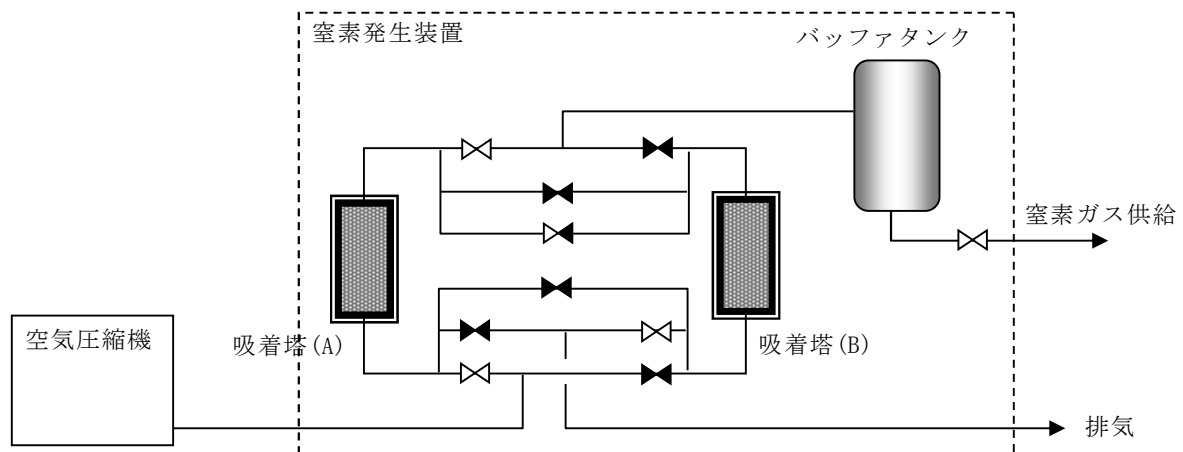 窒素発生装置
バッファタンク
窒素ガス供給
空気圧縮機
吸着塔(A)
吸着塔(B)
排気